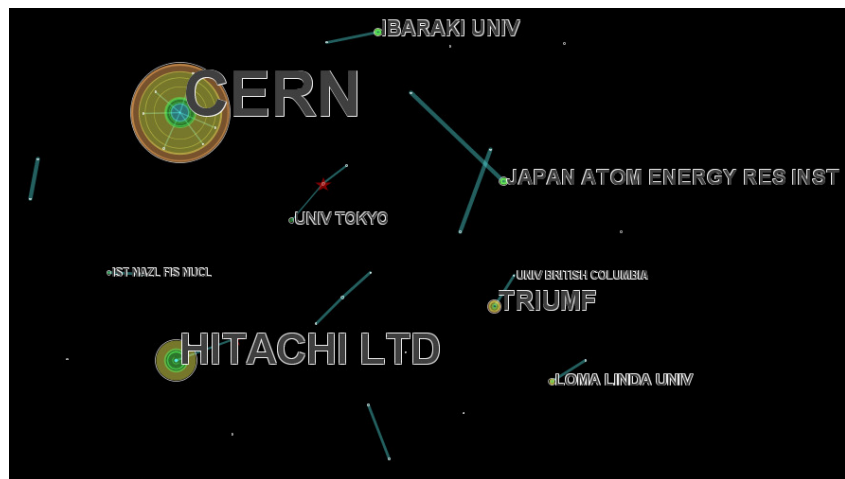 IBARAKI UNIV
CERN
JAPAN ATOM ENERGY RES INST
UNIV TOKYO
IST NAZL FIS NUCL
UNIV BRITISH COLUMBIA
TRIUMF
HITACHI LTD
LOMA LINDA UNIV